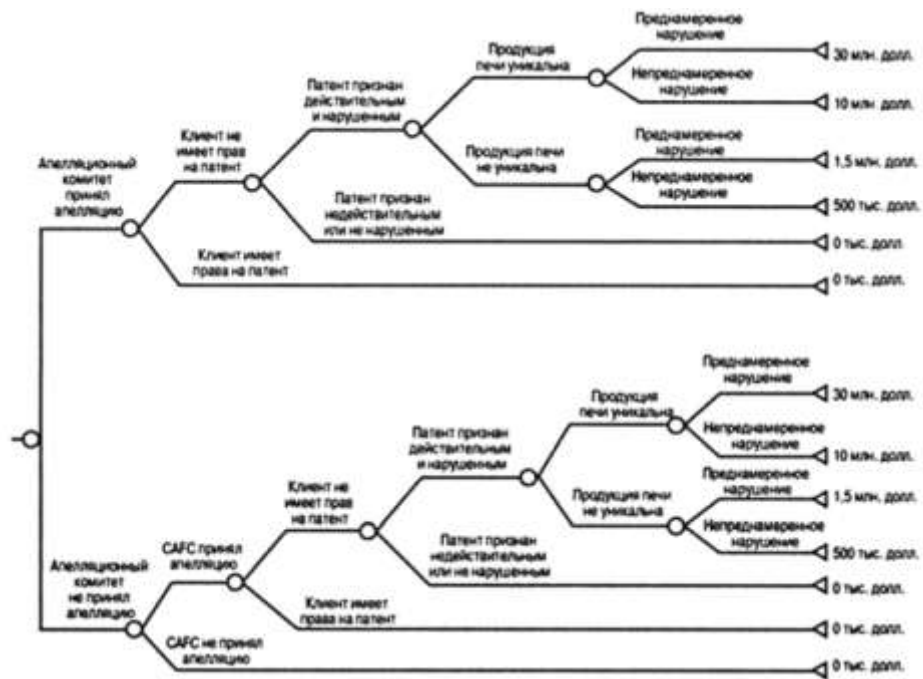 Преднамеренное
нарушение
30 млн. долл.
Продукция
печи уникальна
Непреднамеренное
нарушение
10 млн. долл.
Патент признан
действительным
и нарушенным
Клиент не
имеет прав
на патент
Преднамеренное
нарушение
1,5 млн. долл.
Продукция печи
не уникальна
Непреднамеренное
нарушение
500 тыс. долл.
Апелляционный
комитет
принял
апелляцию
Патент признан
недействительным
или не нарушенным
0 тыс. долл.
Клиент имеет
права на патент
0 тыс. долл.
Преднамеренное
нарушение
30 млн. долл.
Продукция
печи уникальна
Непреднамеренное
нарушение
10 млн. долл.
Патент признан
действительным
и нарушенным
Преднамеренное
нарушение
1,5 млн. долл.
Клиент не
имеет прав
на патент
Продукция печи
не уникальна
Непреднамеренное
нарушение
500 тыс. долл.
CAFC принял
апелляцию
Патент признан
недействительным
или не нарушенным
0 тыс. долл.
Апелляционный
комитет
не принял
апелляцию
Клиент имеет
права на патент
0 тыс. долл.
CAFC не принял
апелляцию
0 тыс. долл.